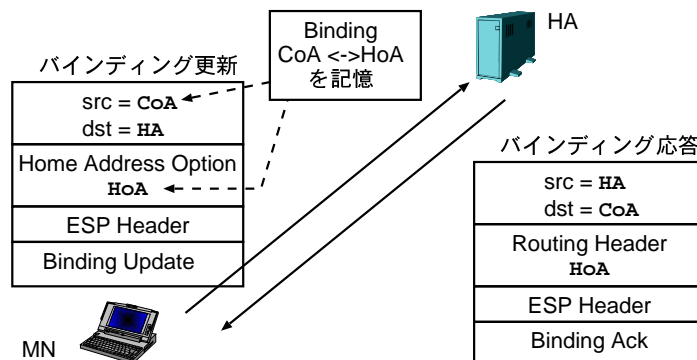 Binding
CoA <->HoA
を記憶
HA
バインディング更新
src = CoA
dst = HA
Home Address Option
HoA
ESP Header
Binding Update
MN
バインディング応答
src = HA
dst = CoA
Routing Header
HoA
ESP Header
Binding Ack